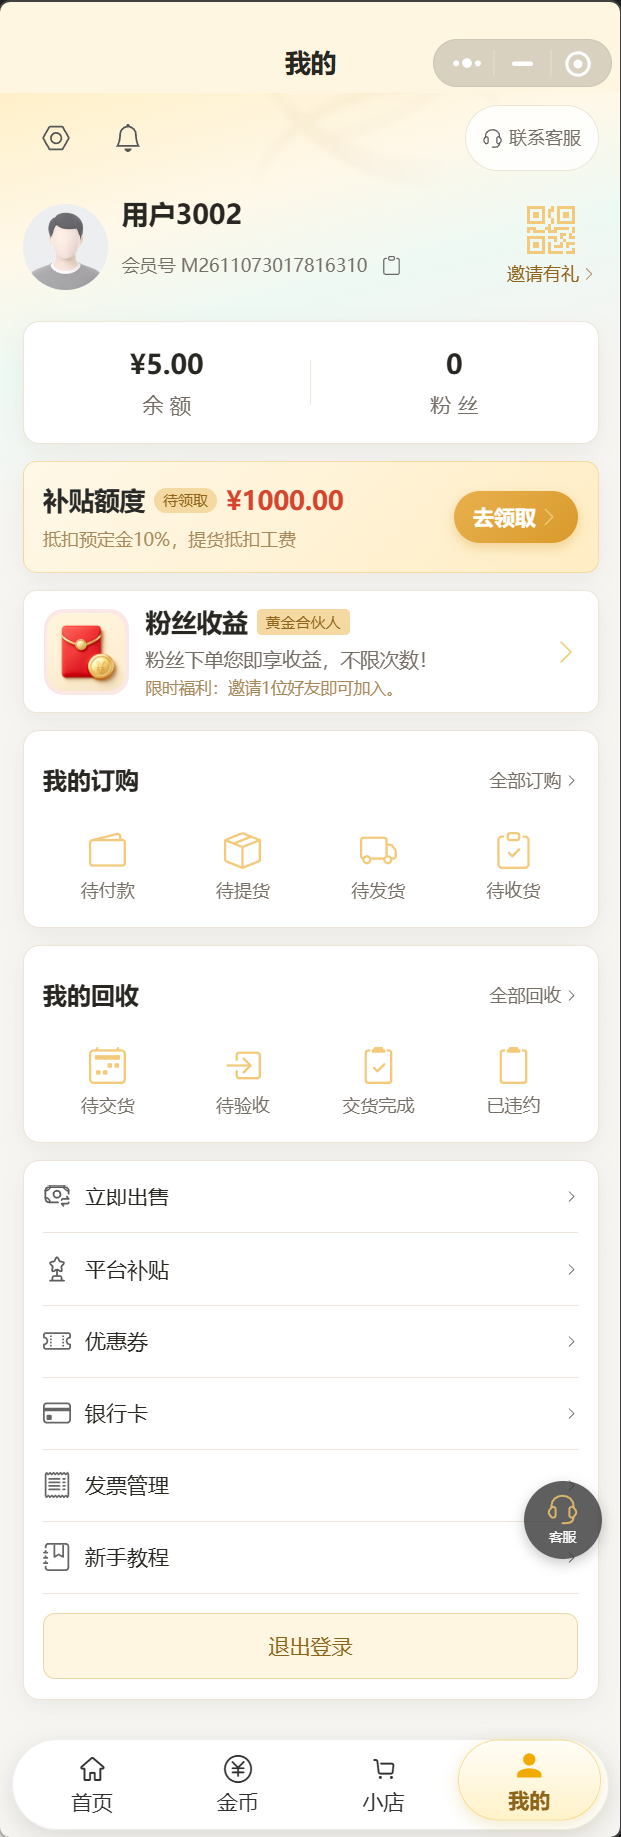 我的
联系客服
用户3002
会员号 M2611073017816310
邀请有礼
¥5.00
余 额
0
粉 丝
补贴额度 待领取 ¥1000.00
抵扣预定金10%，提货抵扣工费
去领取
粉丝收益 黄金合伙人
粉丝下单您即享收益，不限次数！
限时福利：邀请1位好友即可加入。
我的订购 全部订购
待付款 待提货 待发货 待收货
我的回收 全部回收
待交货 待验收 交货完成 已违约
立即出售
平台补贴
优惠券
银行卡
发票管理
客服
新手教程
退出登录
首页 金币 小店 我的